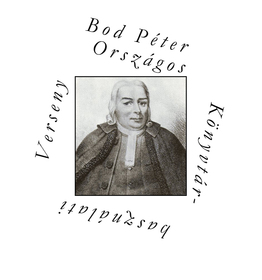 Bod Péter
Országos
Könyvtár-
használati
Verseny